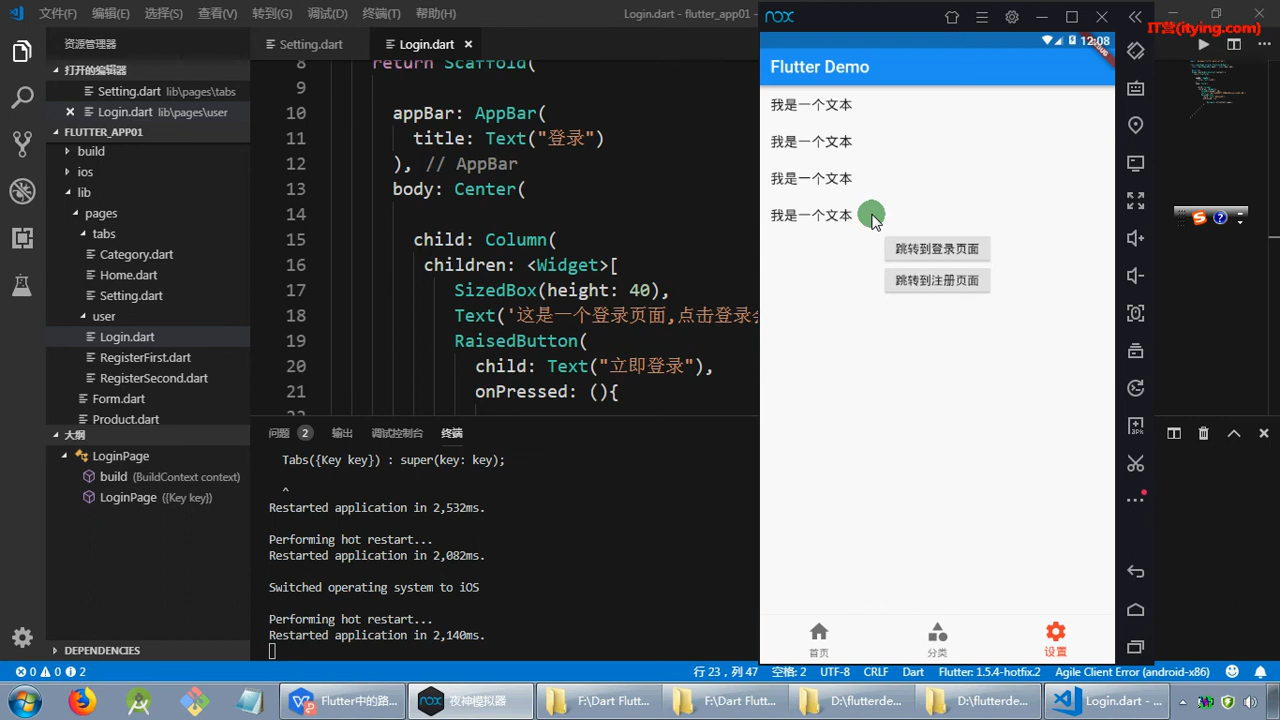 文件(F)
编辑(E)
选择(S)
查看(V)
转到(G)
调试(D)
终端(T)
帮助(H)
Login.dart - flutter_app01
资源管理器
打开的编辑器
Setting.dart lib\pages\tabs
Login.dart lib\pages\user
FLUTTER_APP01
build
ios
lib
pages
tabs
Category.dart
Home.dart
Setting.dart
user
Login.dart
RegisterFirst.dart
RegisterSecond.dart
Form.dart
Product.dart
大纲
LoginPage
build (BuildContext context)
LoginPage ({Key key})
DEPENDENCIES
Setting.dart
Login.dart
8 return Scaffold(
9
10 appBar: AppBar(
11 title: Text("登录")
12 ), // AppBar
13 body: Center(
14
15 child: Column(
16 children: <Widget>[
17 SizedBox(height: 40),
18 Text('这是一个登录页面,点击登录
19 RaisedButton(
20 child: Text("立即登录"),
21 onPressed: (){
问题 2
输出
调试控制台
终端
Tabs({Key key}) : super(key: key);
^
Restarted application in 2,532ms.
Performing hot restart...
Restarted application in 2,082ms.
Switched operating system to iOS
Performing hot restart...
Restarted application in 2,140ms.
nox
IT营(itying.com)
12:08
Flutter Demo
我是一个文本
我是一个文本
我是一个文本
我是一个文本
跳转到登录页面
跳转到注册页面
首页
分类
设置
0 0 2
行 23, 列 47
空格: 2
UTF-8
CRLF
Dart
Flutter: 1.5.4-hotfix.2
Agile Client Error (android-x86)
Flutter中的路...
夜神模拟器
F:\Dart Flut...
F:\Dart Flut...
D:\flutterde...
D:\flutterde...
Login.dart - ...